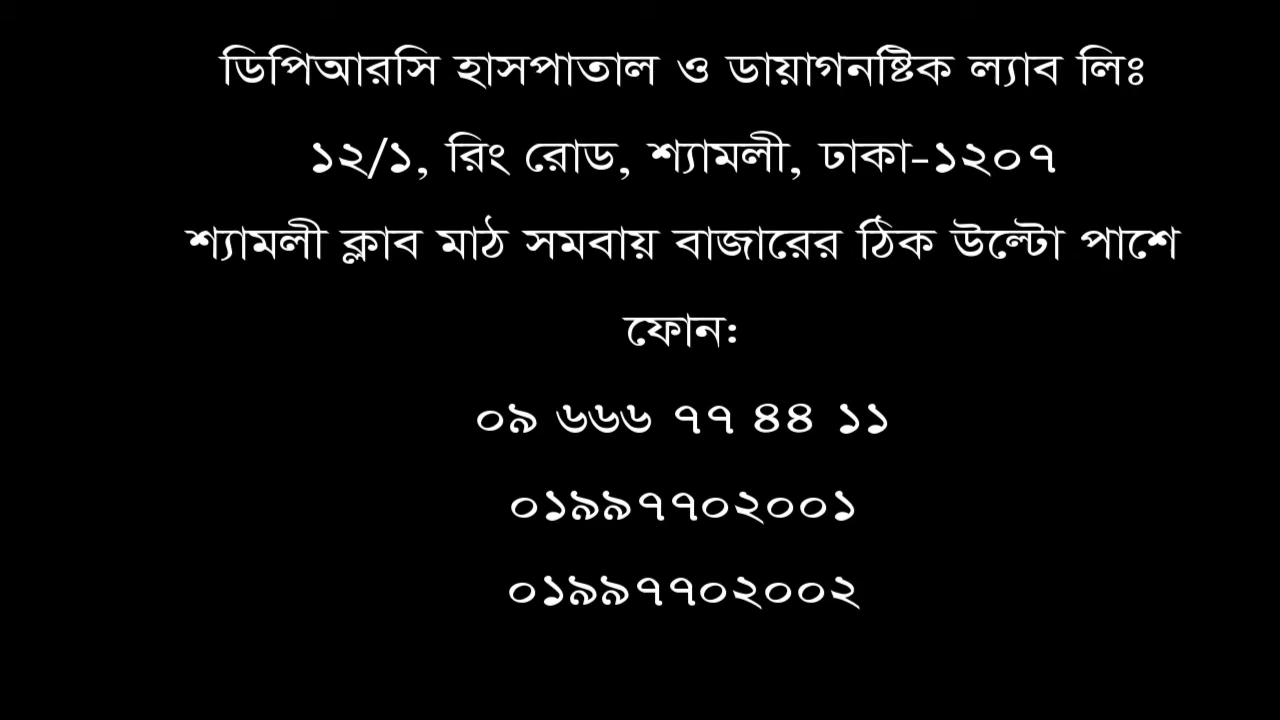 ডিপিআরসি হাসপাতাল ও ডায়াগনষ্টিক ল্যাব লিঃ
১২/১, রিং রোড, শ্যামলী, ঢাকা-১২০৭
শ্যামলী ক্লাব মাঠ সমবায় বাজারের ঠিক উল্টো পাশে
ফোনঃ
০৯ ৬৬৬ ৭৭ ৪৪ ১১
০১৯৯৭৭০২০০১
০১৯৯৭৭০২০০২